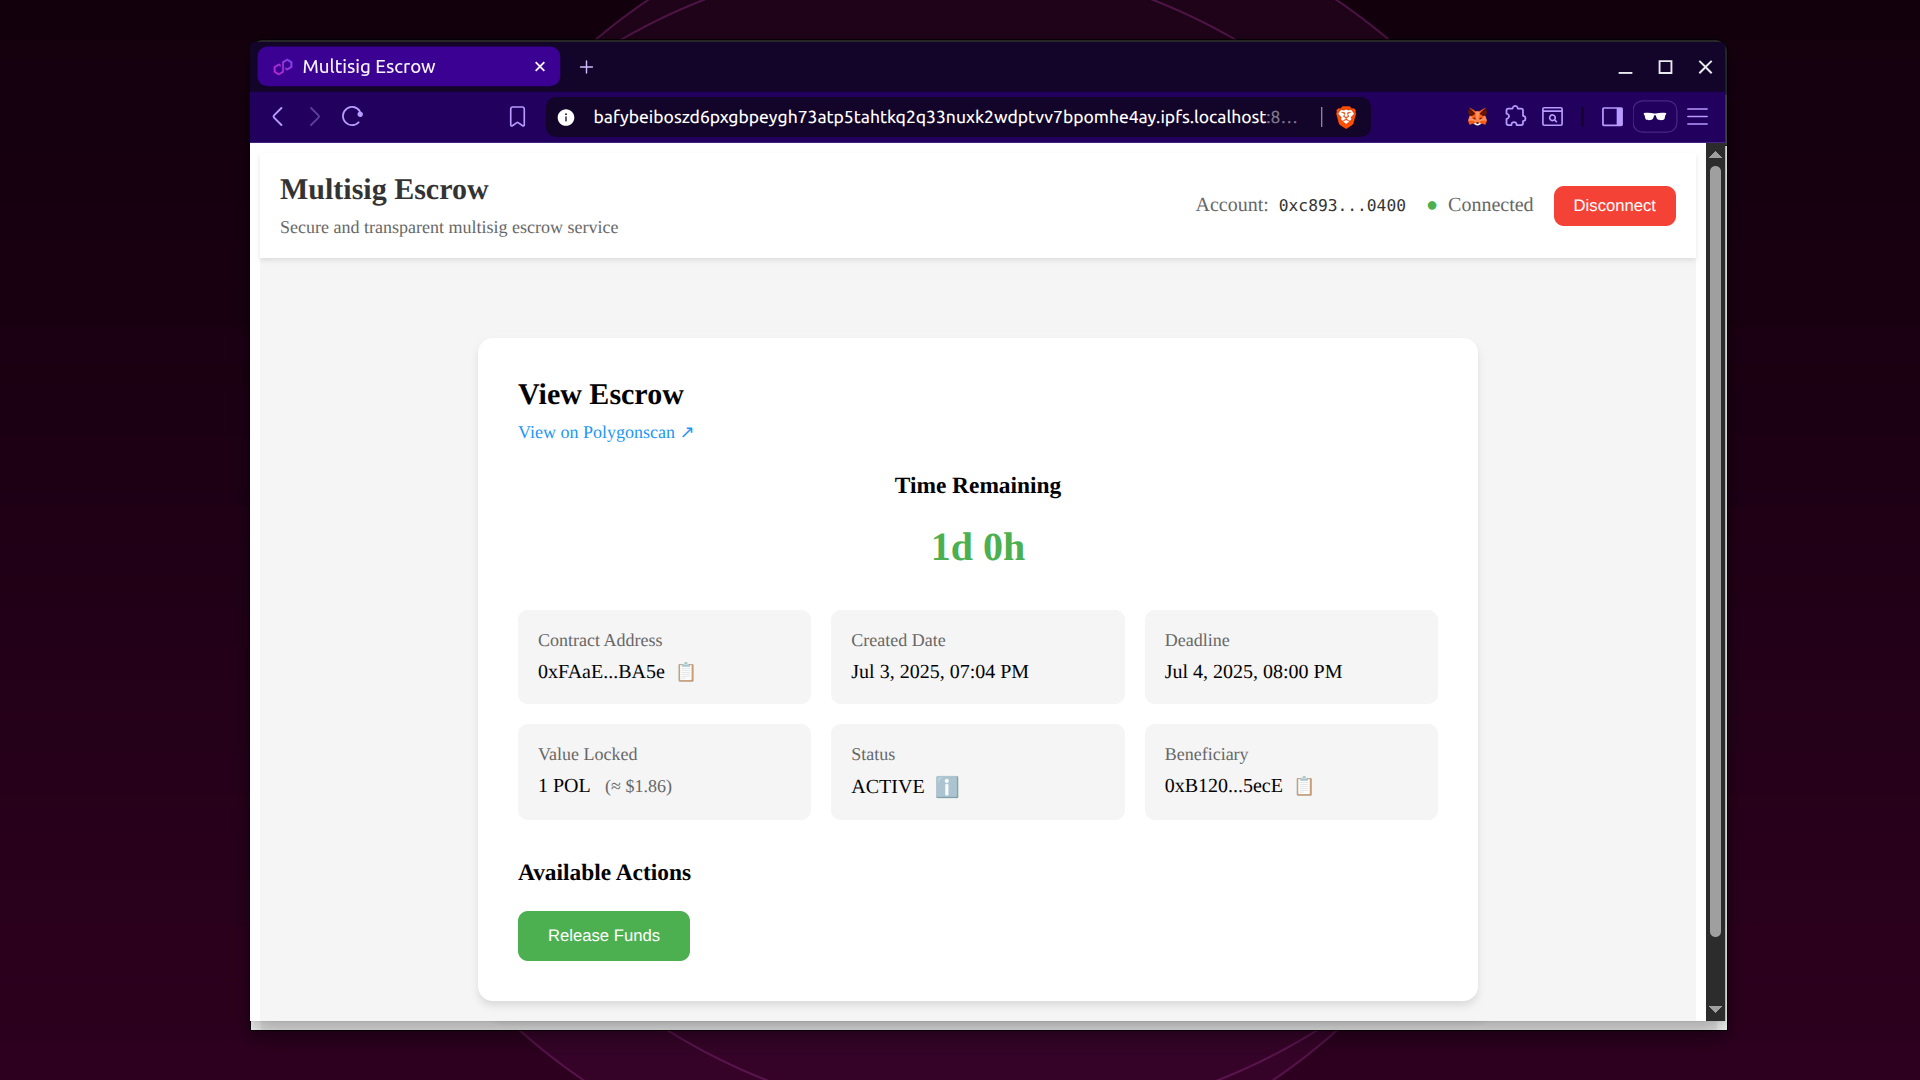 Multisig Escrow
bafybeiboszd6pxgbpeygh73atp5tahtkq2q33nuxk2wdptvv7bpomhe4ay.ipfs.localhost:8...
Multisig Escrow
Secure and transparent multisig escrow service
Account: 0xc893...0400 Connected Disconnect
View Escrow
View on Polygonscan ↗
Time Remaining
1d 0h
Contract Address
0xFAaE...BA5e
Created Date
Jul 3, 2025, 07:04 PM
Deadline
Jul 4, 2025, 08:00 PM
Value Locked
1 POL (≈ $1.86)
Status
ACTIVE ℹ️
Beneficiary
0xB120...5ecE
Available Actions
Release Funds